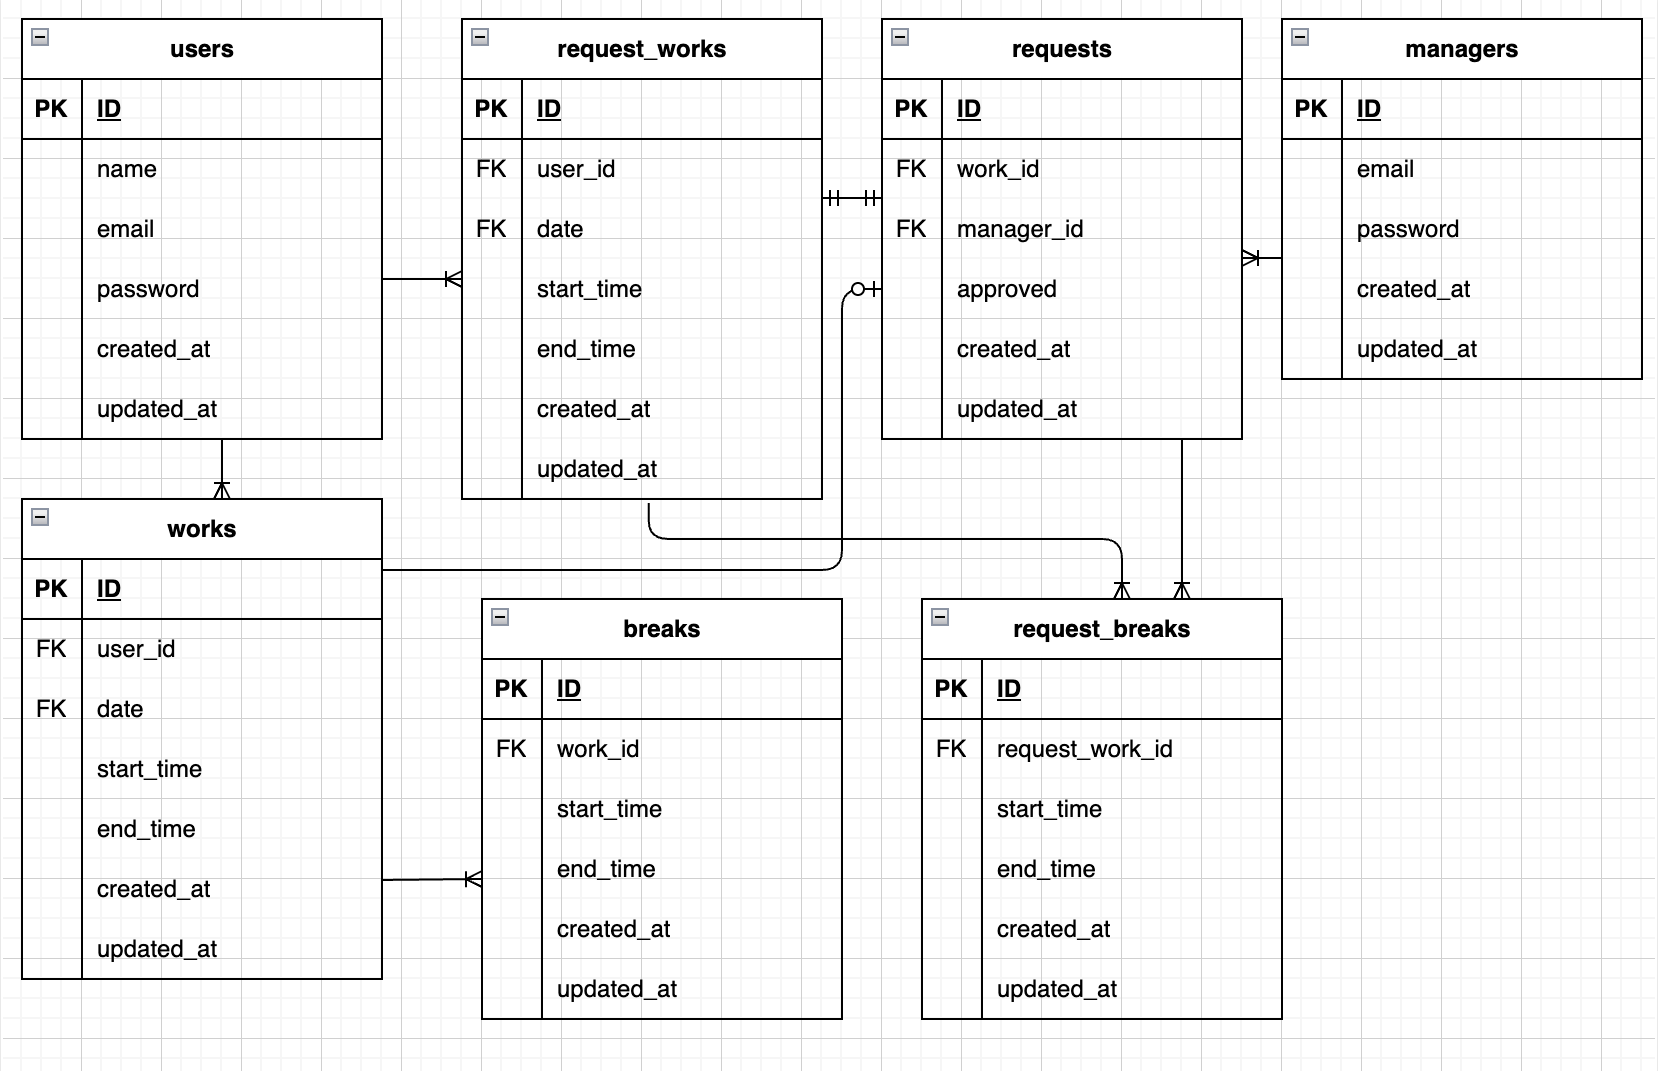 users
PK ID
name
email
password
created_at
updated_at
request_works
PK ID
FK user_id
FK date
start_time
end_time
created_at
updated_at
requests
PK ID
FK work_id
FK manager_id
approved
created_at
updated_at
managers
PK ID
email
password
created_at
updated_at
works
PK ID
FK user_id
FK date
start_time
end_time
created_at
updated_at
breaks
PK ID
FK work_id
start_time
end_time
created_at
updated_at
request_breaks
PK ID
FK request_work_id
start_time
end_time
created_at
updated_at